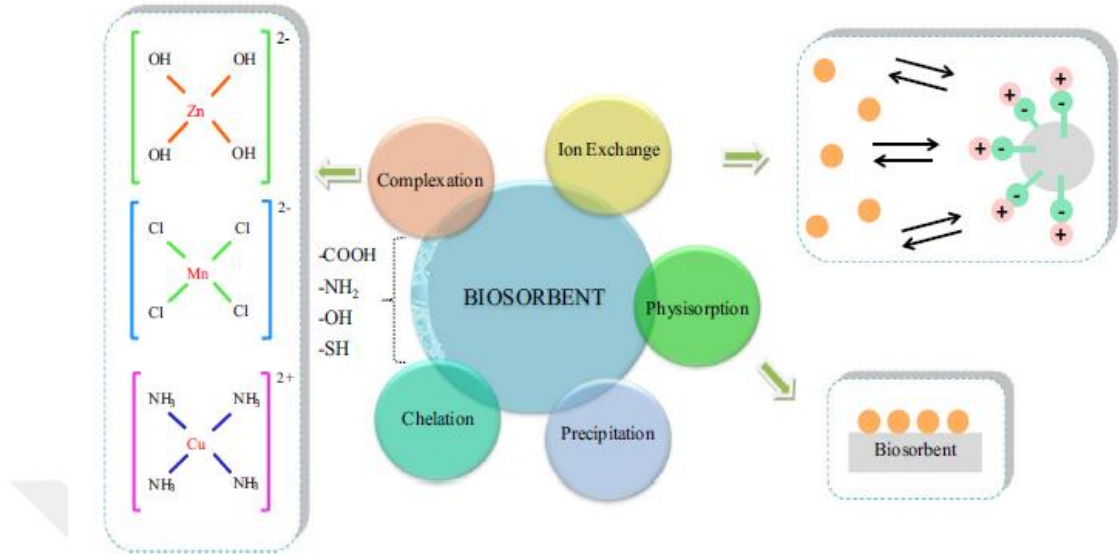 2-
OH OH
Zn
OH OH
2-
Cl Cl
Mn
Cl Cl
2+
NH3 NH3
Cu
NH3 NH3
Complexation
Ion Exchange
-COOH
-NH2
-OH
-SH
BIOSORBENT
Physisorption
Chelation
Precipitation
+ +
- -
+ - +
-
+ -
- -
+ +
Biosorbent